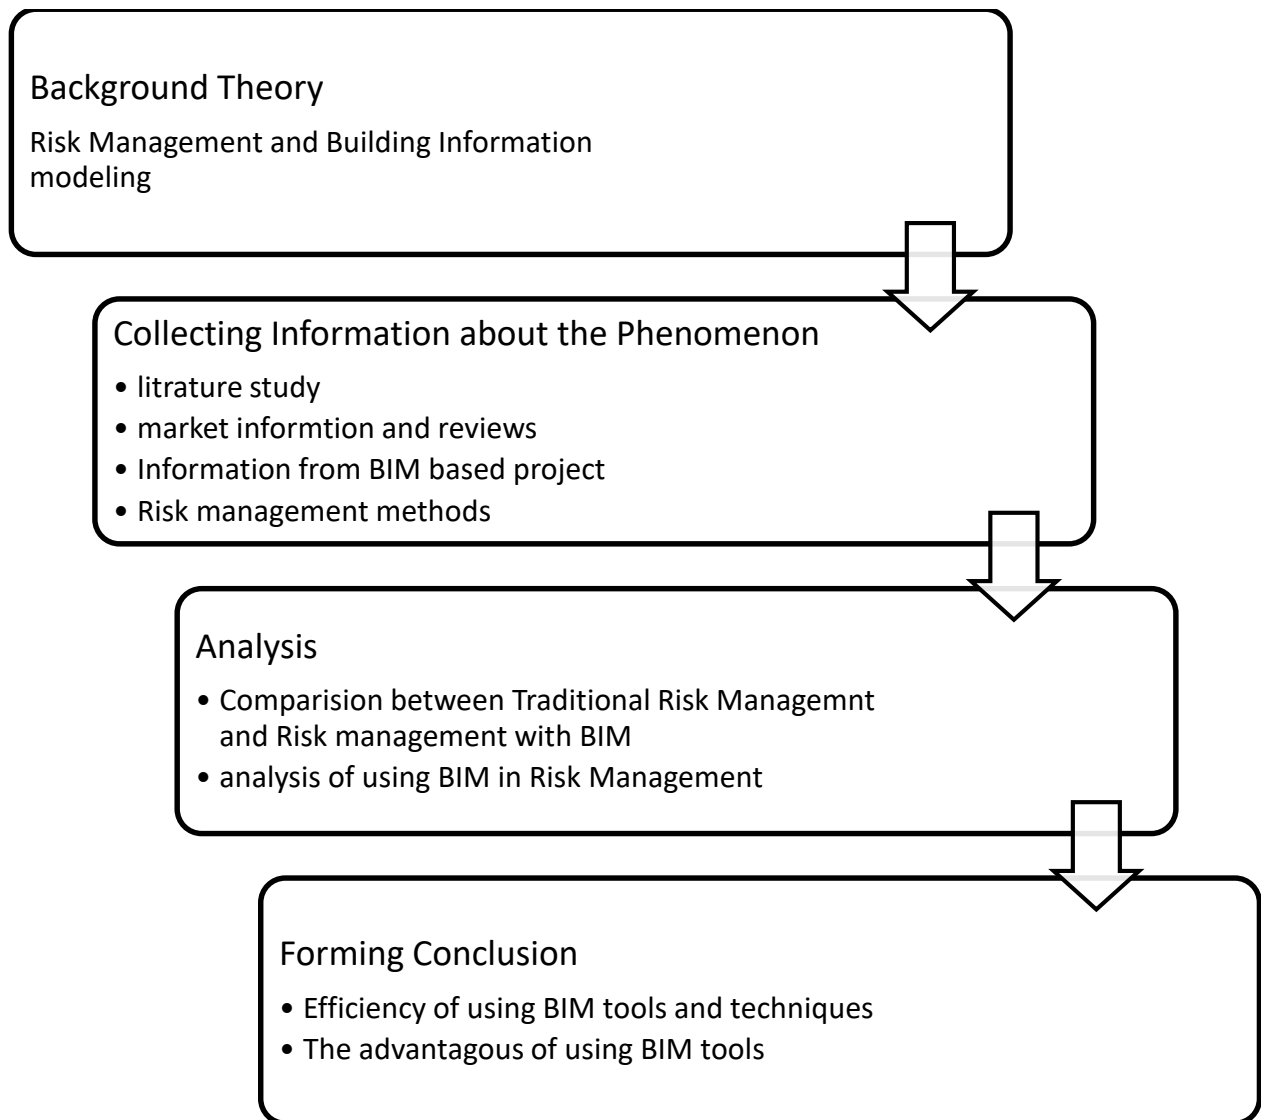 Background Theory
Risk Management and Building Information
modeling
Collecting Information about the Phenomenon
• litrature study
• market informtion and reviews
• Information from BIM based project
• Risk management methods
Analysis
• Comparision between Traditional Risk Managemnt
and Risk management with BIM
• analysis of using BIM in Risk Management
Forming Conclusion
• Efficiency of using BIM tools and techniques
• The advantagous of using BIM tools